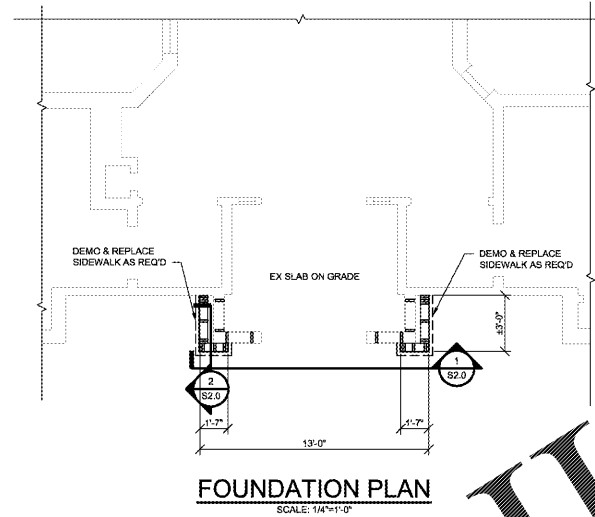 DEMO & REPLACE
SIDEWALK AS REQ'D
EX SLAB ON GRADE
DEMO & REPLACE
SIDEWALK AS REQ'D
±3'-0"
1
S2.0
2
S2.0
1'-7"
1'-7"
13'-0"
FOUNDATION PLAN
SCALE: 1/4"=1'-0"